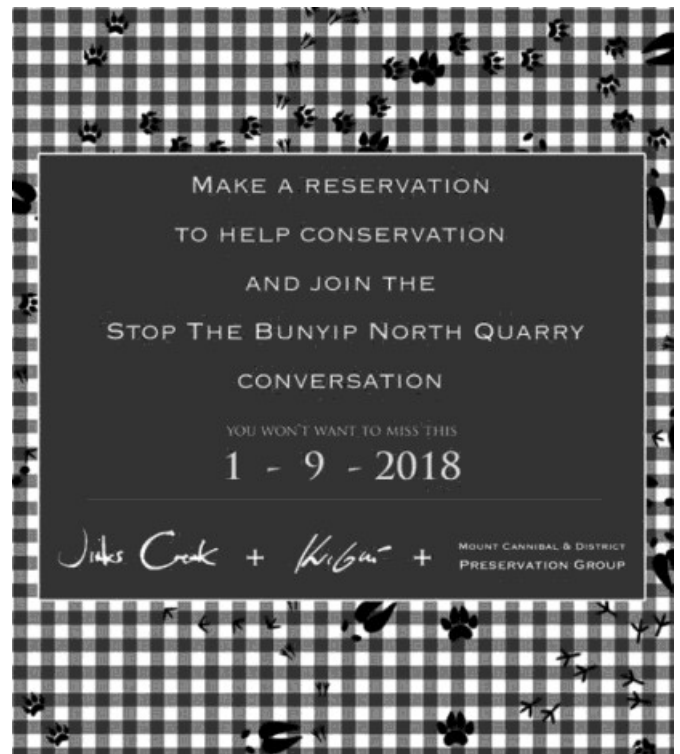 MAKE A RESERVATION
TO HELP CONSERVATION
AND JOIN THE
STOP THE BUNYIP NORTH QUARRY
CONVERSATION
YOU WON'T WANT TO MISS THIS
1 - 9 - 2018
Jinks Creek + + MOUNT CANNIBAL & DISTRICT
PRESERVATION GROUP